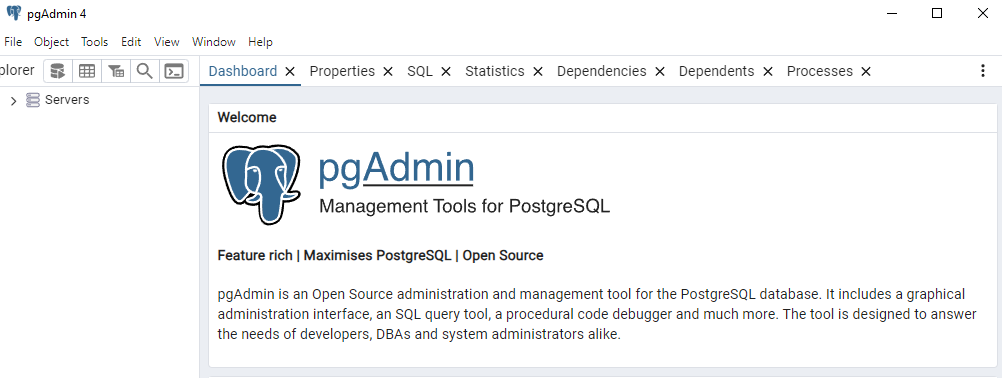 pgAdmin 4
File Object Tools Edit View Window Help
plorer Dashboard Properties SQL Statistics Dependencies Dependents Processes
Servers
Welcome
pgAdmin
Management Tools for PostgreSQL
Feature rich | Maximises PostgreSQL | Open Source
pgAdmin is an Open Source administration and management tool for the PostgreSQL database. It includes a graphical
administration interface, an SQL query tool, a procedural code debugger and much more. The tool is designed to answer
the needs of developers, DBAs and system administrators alike.